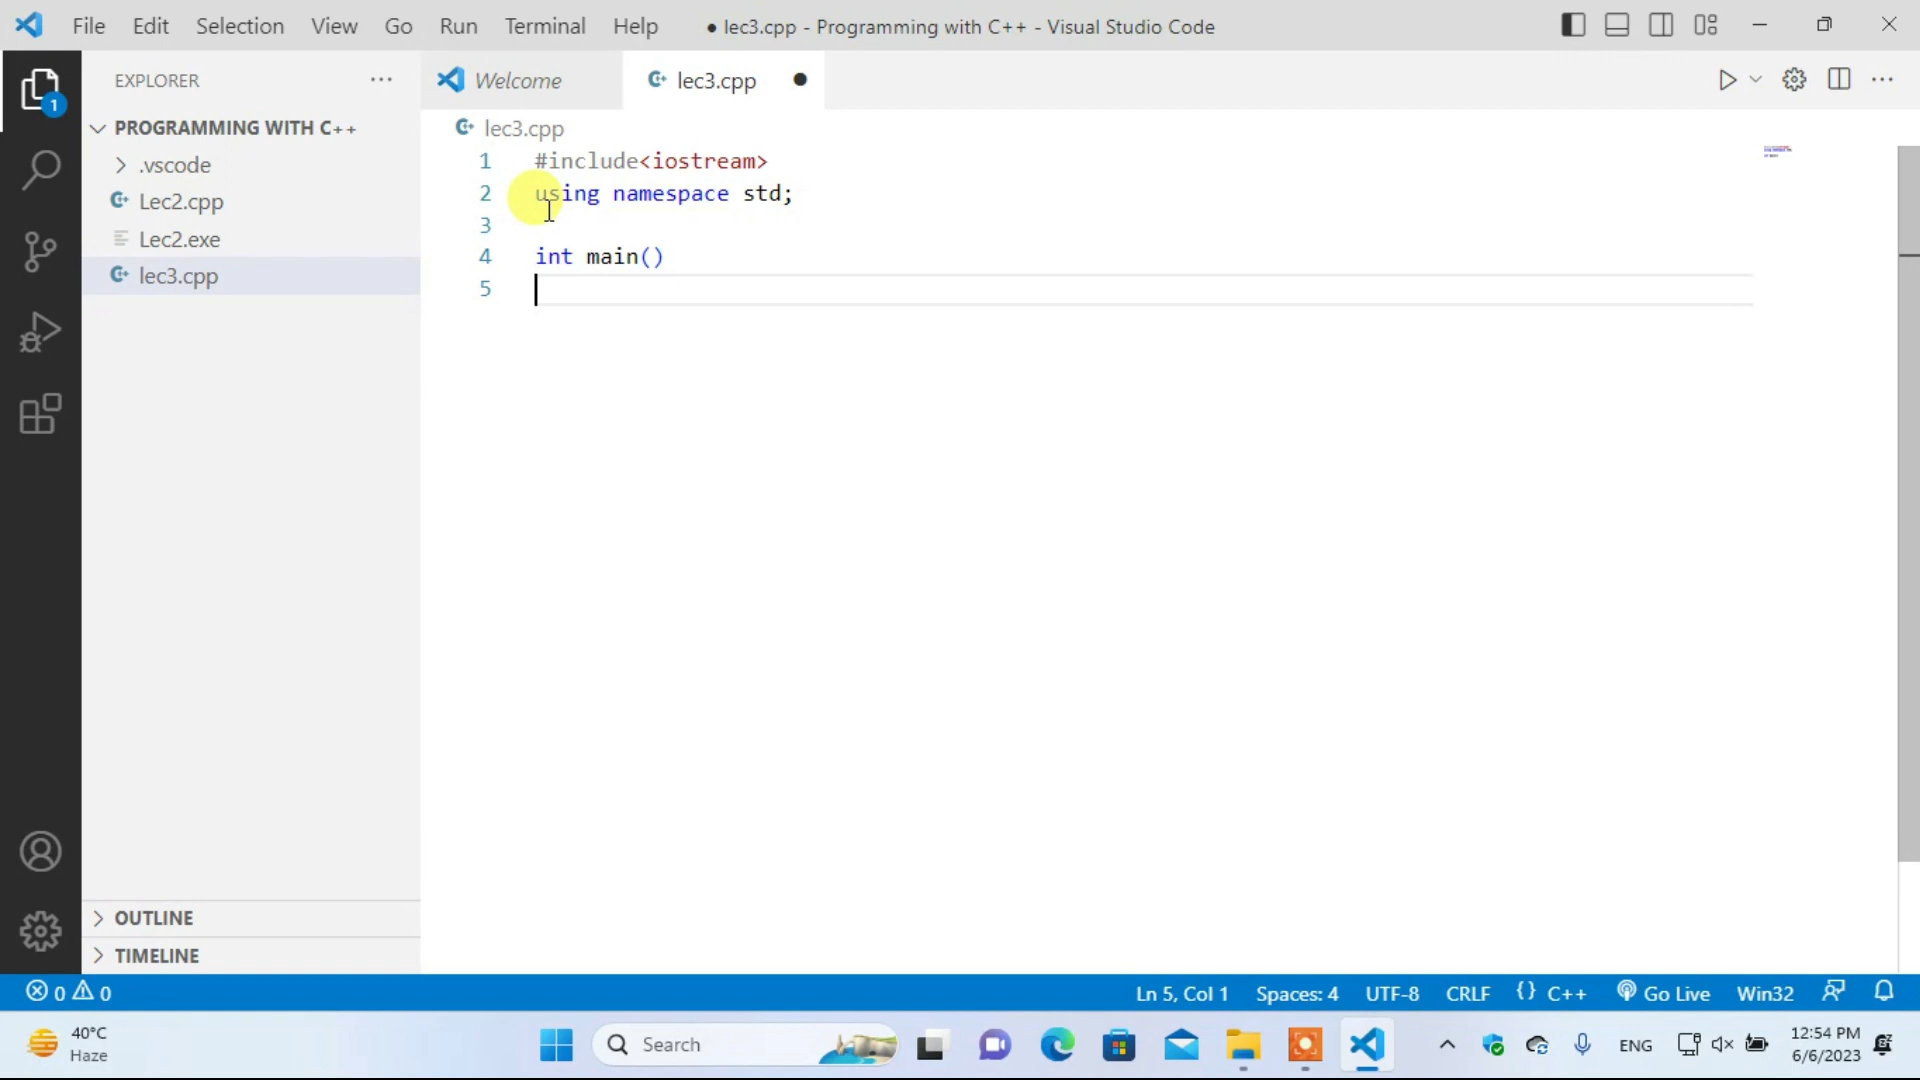 File Edit Selection View Go Run Terminal Help ● lec3.cpp - Programming with C++ - Visual Studio Code
EXPLORER
Welcome lec3.cpp
PROGRAMMING WITH C++
lec3.cpp
.vscode
Lec2.cpp
Lec2.exe
lec3.cpp
1 #include<iostream>
2 using namespace std;
3
4 int main()
5
OUTLINE
TIMELINE
1
0 0 Ln 5, Col 1 Spaces: 4 UTF-8 CRLF {} C++ Go Live Win32
40°C
Haze
Search
ENG
12:54 PM
6/6/2023